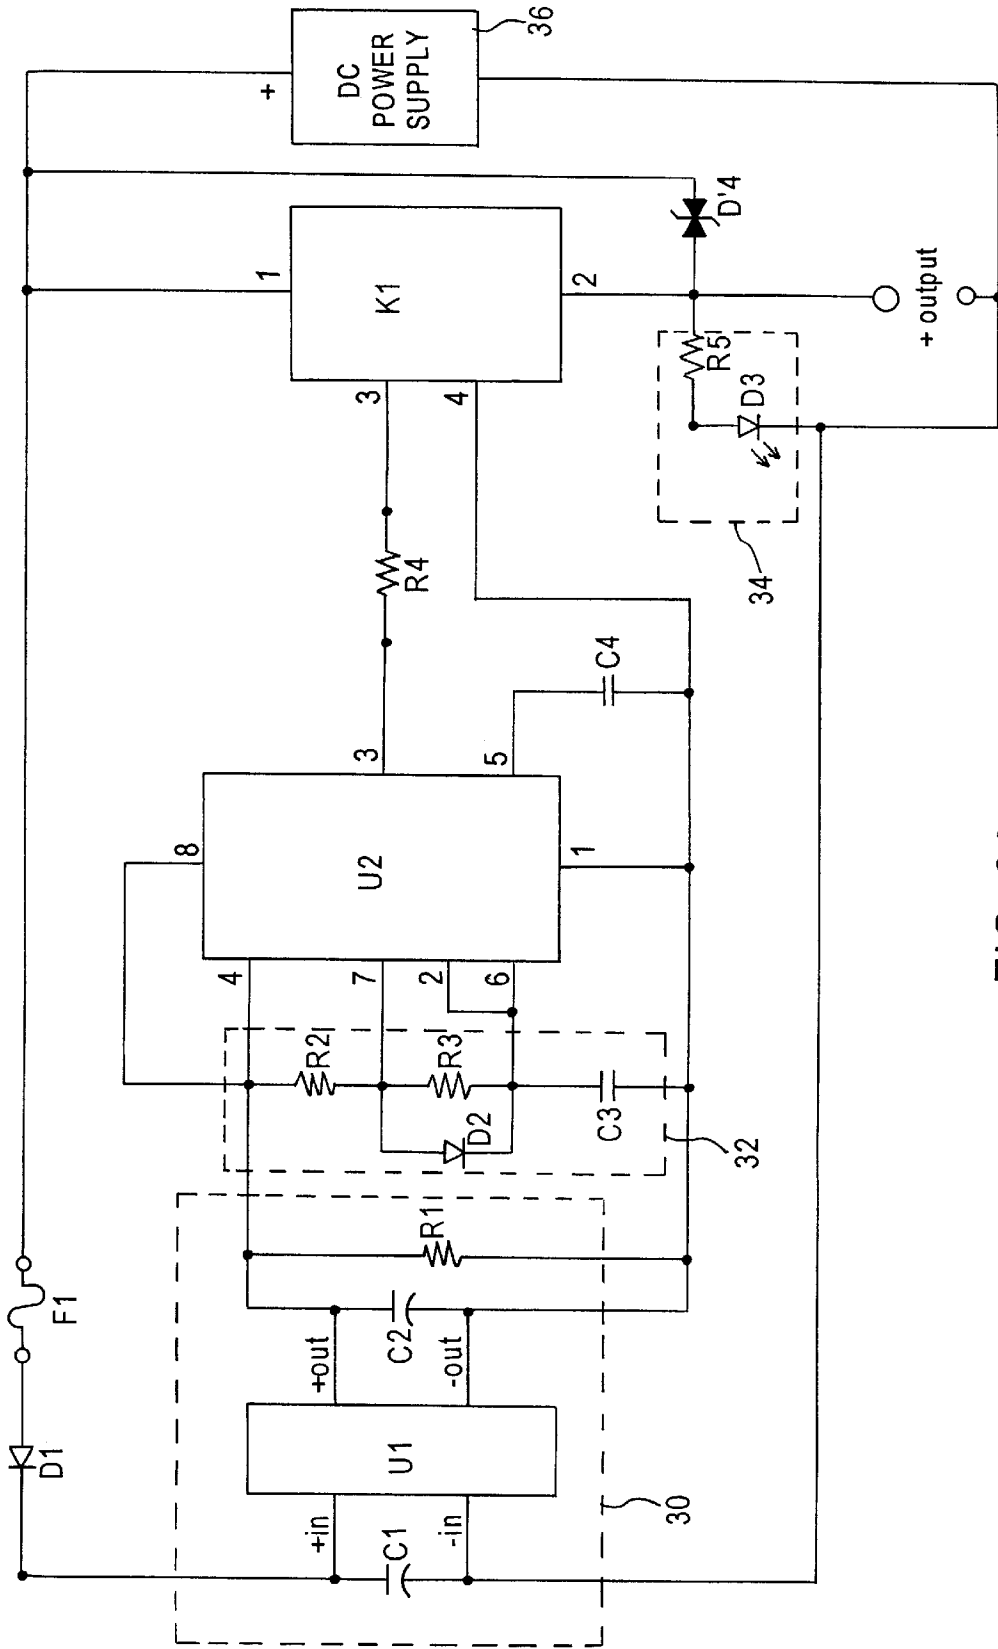 D1
F1
+
36
DC
POWER
SUPPLY
8
1
4
R2
+in
+out
U1
C1
C2
R1
-in
-out
7
R3
D2
2
6
U2
3
R4
3
K1
4
5
1
C3
C4
2
32
30
R5
D3
D'4
34
+ output